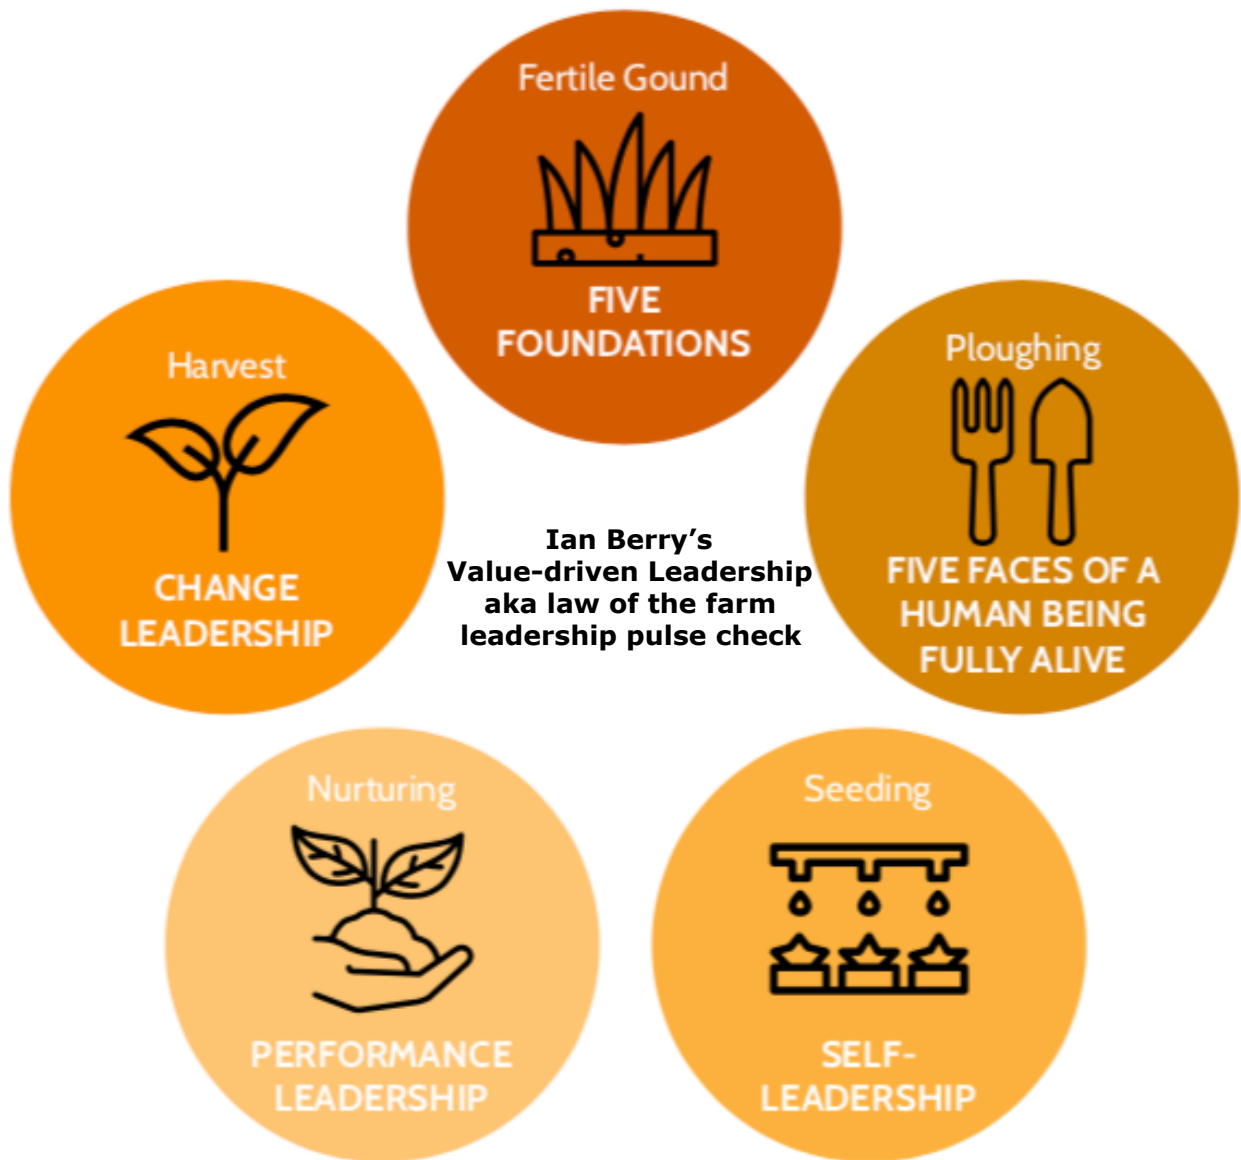 Fertile Gound
FIVE
FOUNDATIONS
Ploughing
FIVE FACES OF A
HUMAN BEING
FULLY ALIVE
Seeding
SELF-
LEADERSHIP
Nurturing
PERFORMANCE
LEADERSHIP
Harvest
CHANGE
LEADERSHIP
Ian Berry’s
Value-driven Leadership
aka law of the farm
leadership pulse check